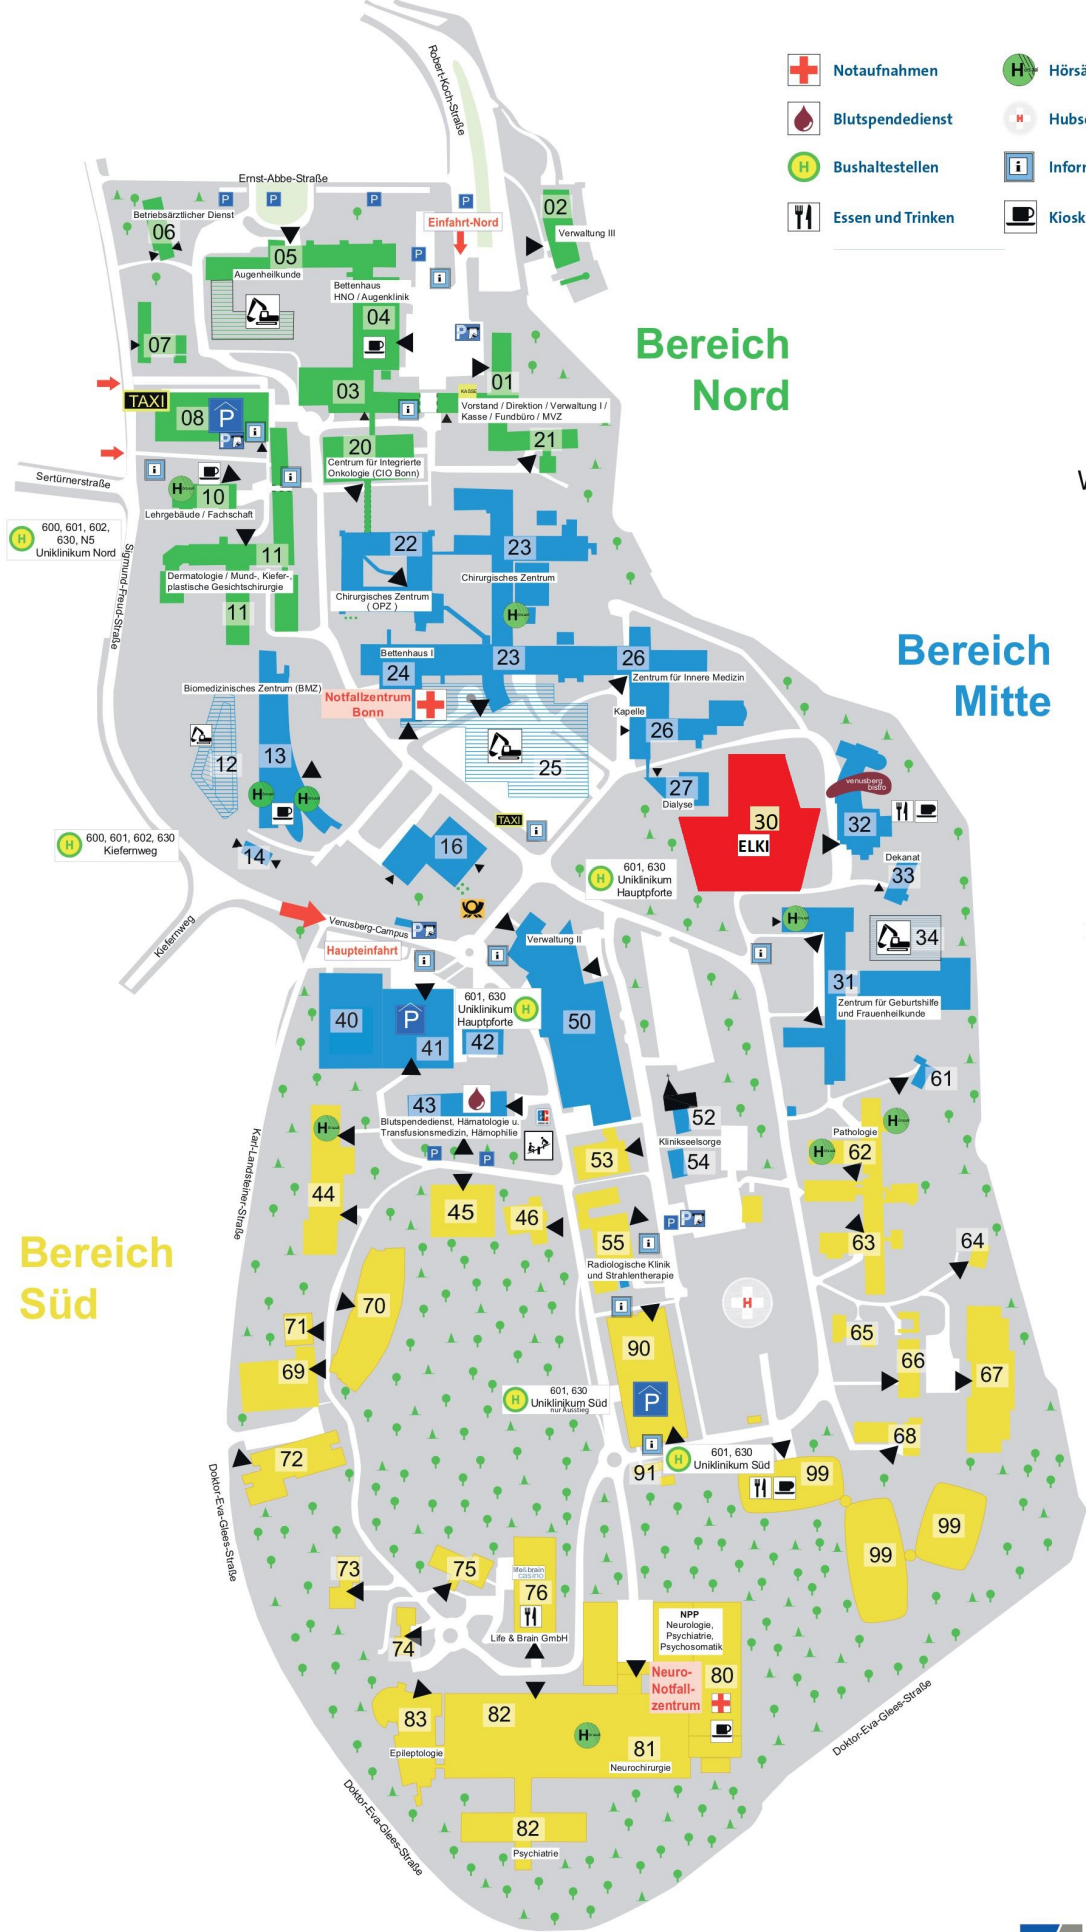 Notaufnahmen
Hörsä
Blutspendedienst
Hubs
Bushaltestellen
Infor
Essen und Trinken
Kiosk
Robert-Koch-Straße
Ernst-Abbe-Straße
P
P
P
P
02
Verwaltung III
Betriebsärztlicher Dienst
06
Einfahrt-Nord
05
Augenheilkunde
P
Bettenhaus
HNO / Augenklinik
04
07
Bereich
Nord
03
KASSE
01
Vorstand / Direktion / Verwaltung I /
Kasse / Fundbüro / MVZ
TAXI
08
P
20
Centrum für Integrierte
Onkologie (CIO Bonn)
21
Sertürnerstraße
10
Lehrgebäude / Fachschaft
600, 601, 602,
630, N5
Uniklinikum Nord
H
Sigmund-Freud-Straße
11
Dermatologie / Mund-, Kiefer-,
plastische Gesichtschirurgie
11
22
Chirurgisches Zentrum
( OPZ )
23
Chirurgisches Zentrum
Bereich
Mitte
Bettenhaus I
24
23
26
Zentrum für Innere Medizin
Biomedizinisches Zentrum (BMZ)
Notfallzentrum
Bonn
Kapelle
26
12
13
25
27
Dialyse
venusberg
bistro
30
ELKI
32
TAXI
H
600, 601, 602, 630
Kiefernweg
14
16
Dekanat
33
H
601, 630
Uniklinikum
Hauptpforte
Kiefernweg
Venusberg-Campus
Haupteinfahrt
Verwaltung II
34
31
Zentrum für Geburtshilfe
und Frauenheilkunde
601, 630
Uniklinikum
Hauptpforte
H
40
P
41
42
50
61
43
Blutspendedienst, Hämatologie u.
Transfusionsmedizin, Hämophilie
52
Klinikseelsorge
54
Pathologie
62
Karl-Landsteiner-Straße
P
P
53
44
45
46
55
Radiologische Klinik
und Strahlentherapie
P
63
64
Bereich
Süd
70
71
69
H
65
66
67
90
P
H
601, 630
Uniklinikum Süd
nur Ausstieg
68
72
H
601, 630
Uniklinikum Süd
91
99
99
99
Doktor-Eva-Glees-Straße
73
75
life&brain
casino
76
Life & Brain GmbH
74
NPP
Neurologie,
Psychiatrie,
Psychosomatik
80
Neuro-
Notfall-
zentrum
83
Epileptologie
82
81
Neurochirurgie
Doktor-Eva-Glees-Straße
Doktor-Eva-Glees-Straße
82
Psychiatrie